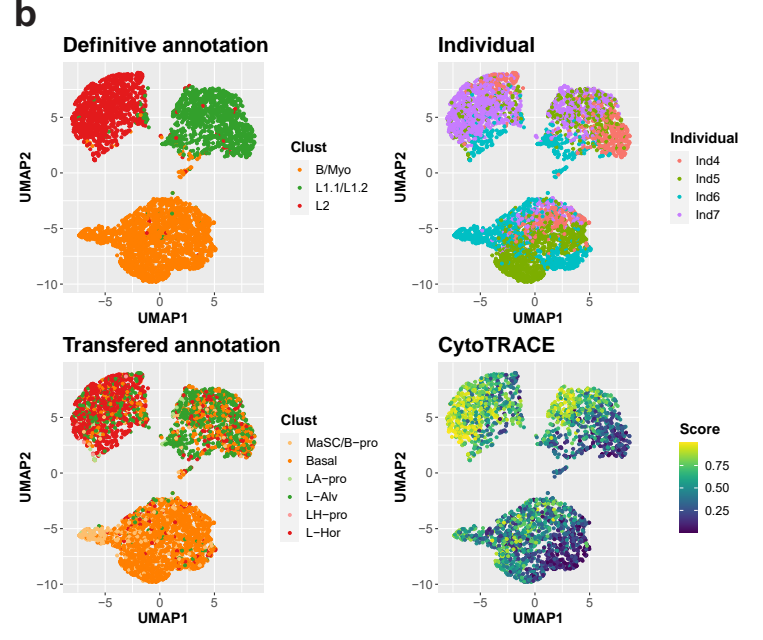 b
Definitive annotation
UMAP2
5
0
−5
−10
−5 0 5
UMAP1
Clust
B/Myo
L1.1/L1.2
L2
Individual
UMAP2
5
0
−5
−10
−5 0 5
UMAP1
Individual
Ind4
Ind5
Ind6
Ind7
Transfered annotation
UMAP2
5
0
−5
−10
−5 0 5
UMAP1
Clust
MaSC/B−pro
Basal
LA−pro
L−Alv
LH−pro
L−Hor
CytoTRACE
UMAP2
5
0
−5
−10
−5 0 5
UMAP1
Score
0.75
0.50
0.25